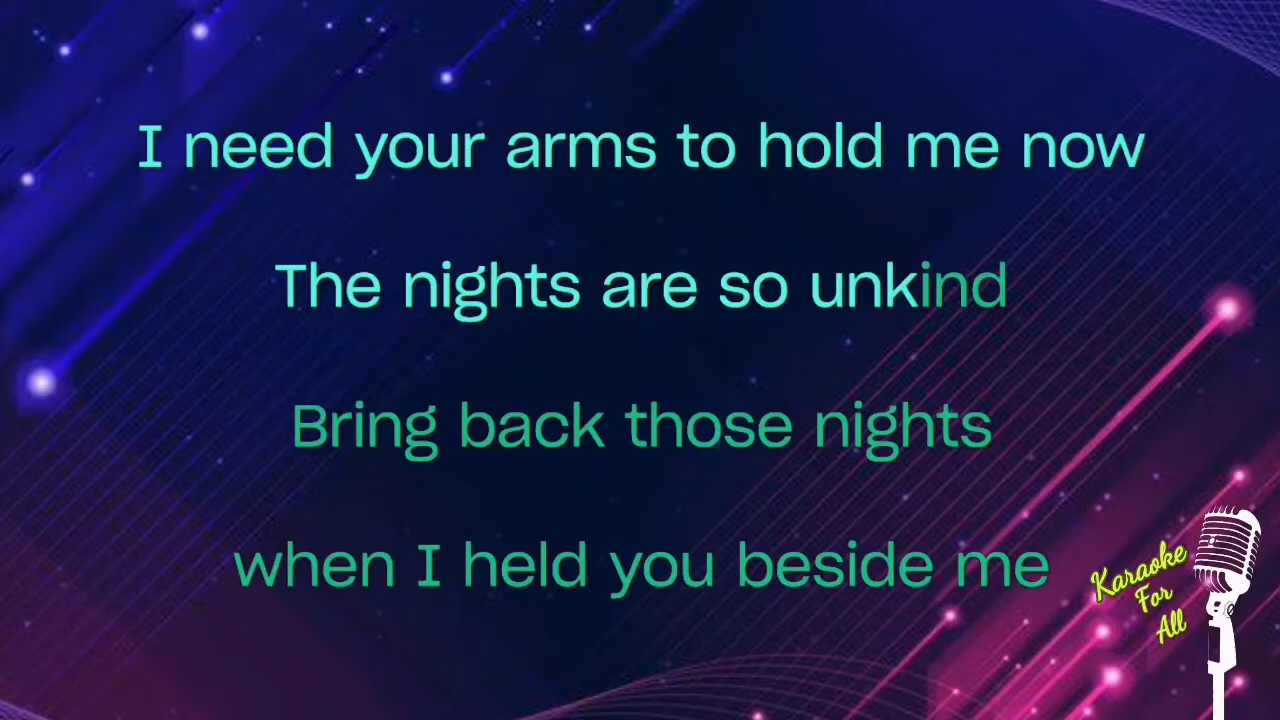 I need your arms to hold me now
The nights are so unkind
Bring back those nights
when I held you beside me
Karaoke
For
All